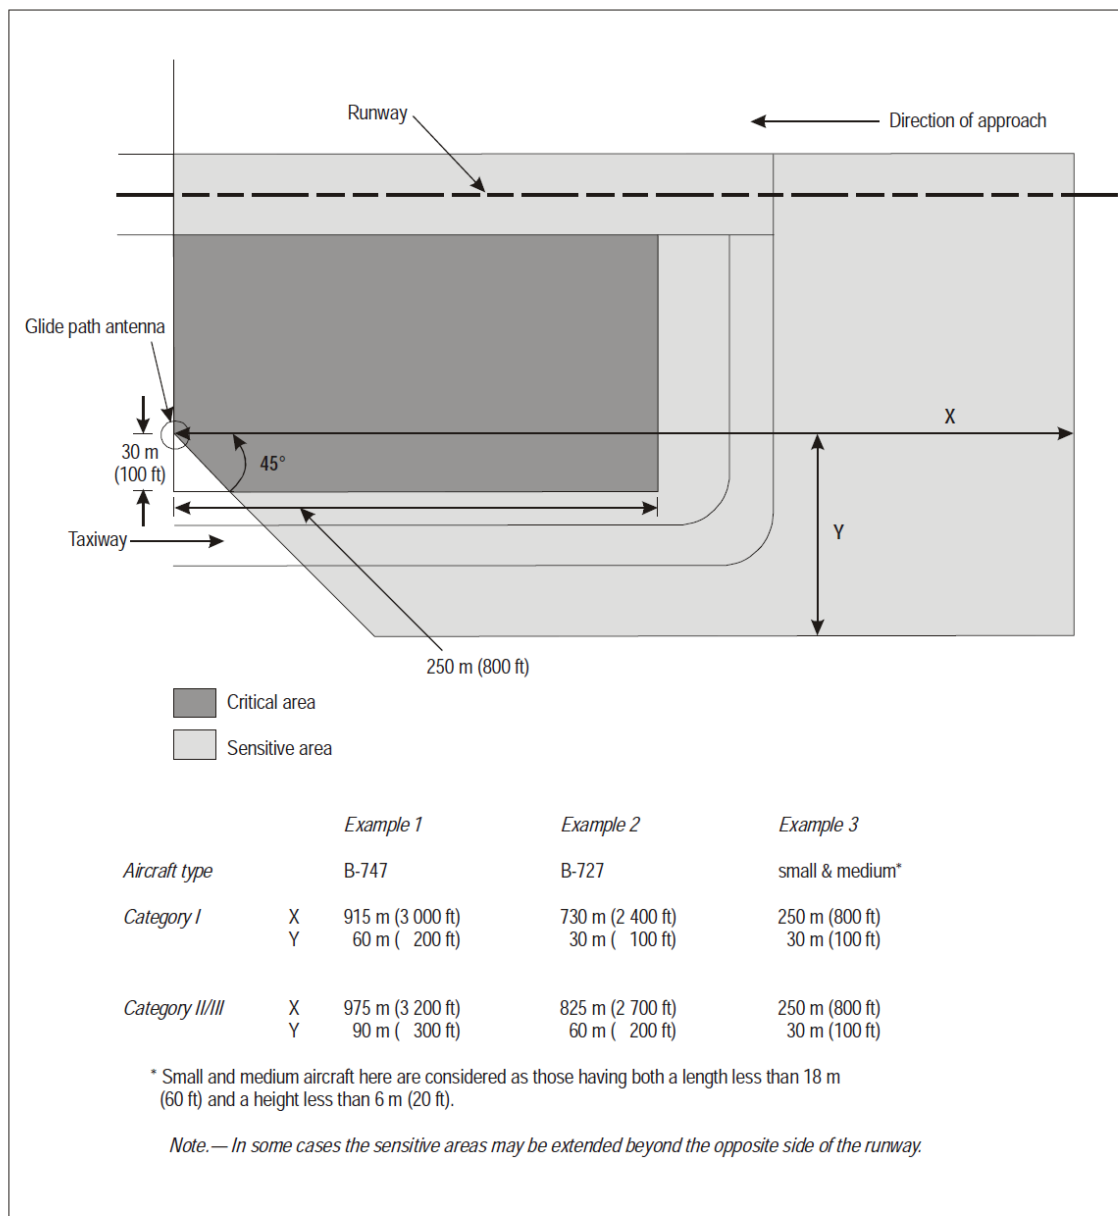 Runway
Direction of approach
Glide path antenna
X
30 m
(100 ft)
45°
Taxiway
Y
250 m (800 ft)
Critical area
Sensitive area
Example 1 Example 2 Example 3
Aircraft type B-747 B-727 small & medium*
Category I X 915 m (3 000 ft) 730 m (2 400 ft) 250 m (800 ft)
Y 60 m ( 200 ft) 30 m ( 100 ft) 30 m (100 ft)
Category II/III X 975 m (3 200 ft) 825 m (2 700 ft) 250 m (800 ft)
Y 90 m ( 300 ft) 60 m ( 200 ft) 30 m (100 ft)
* Small and medium aircraft here are considered as those having both a length less than 18 m
(60 ft) and a height less than 6 m (20 ft).
Note.— In some cases the sensitive areas may be extended beyond the opposite side of the runway.